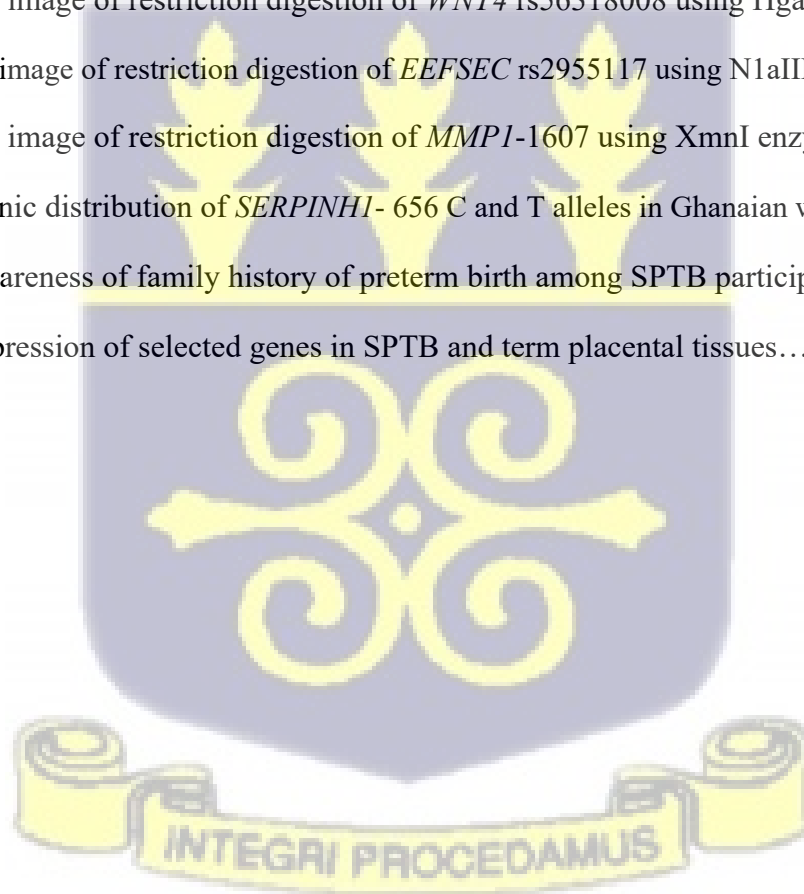 image of restriction digestion of WNT4 rs56318008 using Hga
image of restriction digestion of EEFSEC rs2955117 using N1aIII
image of restriction digestion of MMP1-1607 using XmnI enzy
nic distribution of SERPINH1- 656 C and T alleles in Ghanaian
areness of family history of preterm birth among SPTB particip
pression of selected genes in SPTB and term placental tissues…
INTEGRI PROCEDAMUS